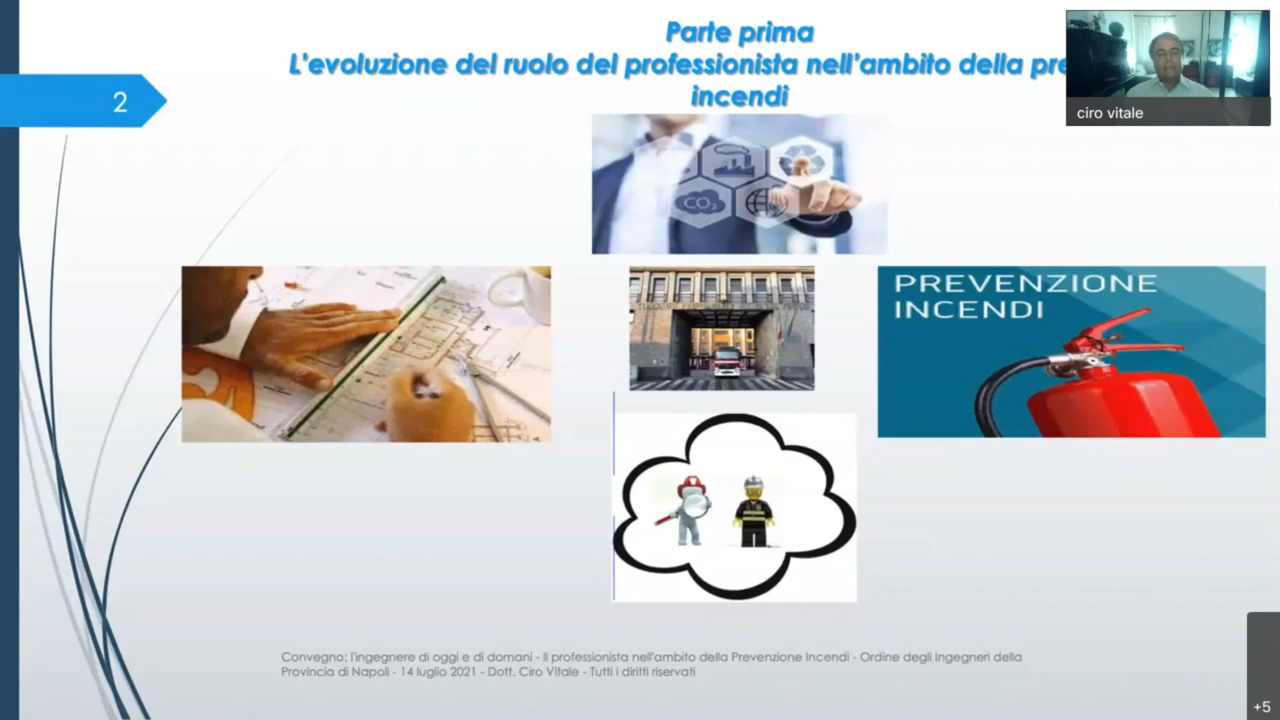 Parte prima
L'evoluzione del ruolo del professionista nell'ambito della pre
incendi
2
ciro vitale
CO₂
PREVENZIONE
INCENDI
Convegno: l'ingegnere di oggi e di domani - Il professionista nell'ambito della Prevenzione Incendi - Ordine degli Ingegneri della
Provincia di Napoli - 14 luglio 2021 - Dott. Ciro Vitale - Tutti i diritti riservati
+5